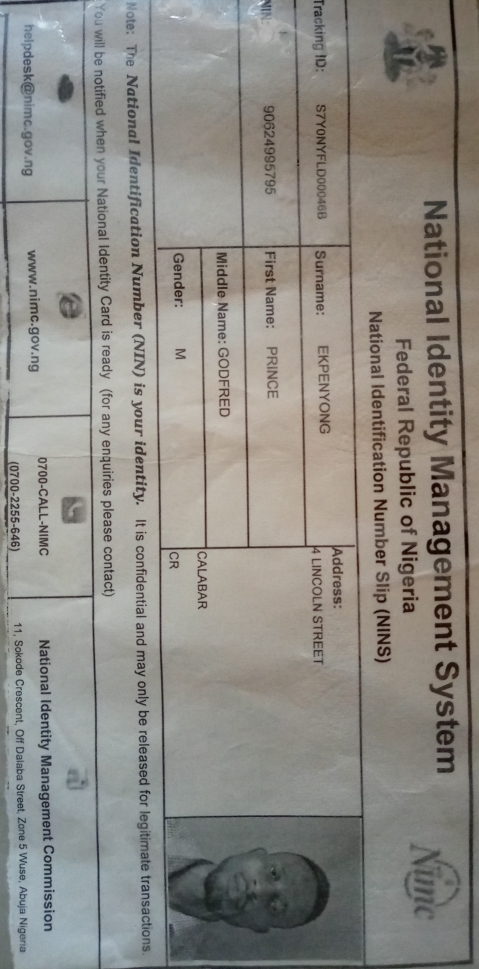 National Identity Management System
Federal Republic of Nigeria
National Identification Number Slip (NINS)
Nimc
Tracking ID: S7Y0NYFLD00046B
Surname: EKPENYONG
Address:
4 LINCOLN STREET
NIN: 90624995795
First Name: PRINCE
Middle Name: GODFRED
CALABAR
Gender: M
CR
Note: The National Identification Number (NIN) is your identity. It is confidential and may only be released for legitimate transactions.
You will be notified when your National Identity Card is ready (for any enquiries please contact)
helpdesk@nimc.gov.ng
www.nimc.gov.ng
0700-CALL-NIMC
(0700-2255-646)
National Identity Management Commission
11, Sokode Crescent, Off Dalaba Street, Zone 5 Wuse, Abuja Nigeria